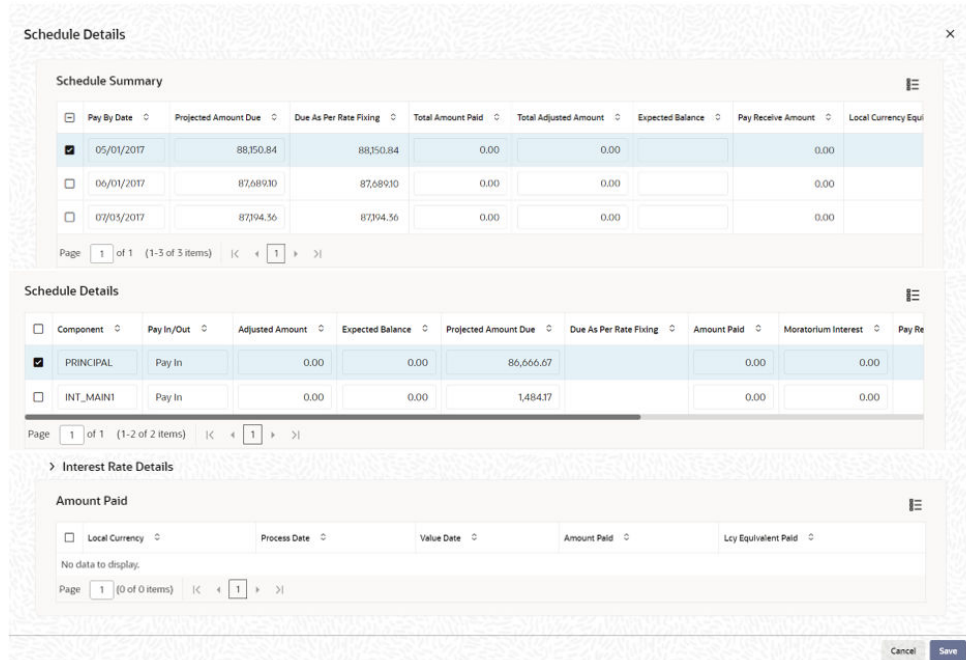 Schedule Details
Schedule Summary
Pay By Date Projected Amount Due Due As Per Rate Fixing Total Amount Paid Total Adjusted Amount Expected Balance Pay Receive Amount Local Currency Equi
05/01/2017 88,150.84 88,150.84 0.00 0.00 0.00
06/01/2017 87,689.10 87,689.10 0.00 0.00 0.00
07/03/2017 87,194.36 87,194.36 0.00 0.00 0.00
Page 1 of 1 (1-3 of 3 items) 1
Schedule Details
Component Pay In/Out Adjusted Amount Expected Balance Projected Amount Due Due As Per Rate Fixing Amount Paid Moratorium Interest Pay Re
PRINCIPAL Pay In 0.00 0.00 86,666.67 0.00 0.00
INT_MAIN1 Pay In 0.00 0.00 1,484.17 0.00 0.00
Page 1 of 1 (1-2 of 2 items) 1
Interest Rate Details
Amount Paid
Local Currency Process Date Value Date Amount Paid Lcy Equivalent Paid
No data to display.
Page 1 (0 of 0 items) 1
Cancel Save